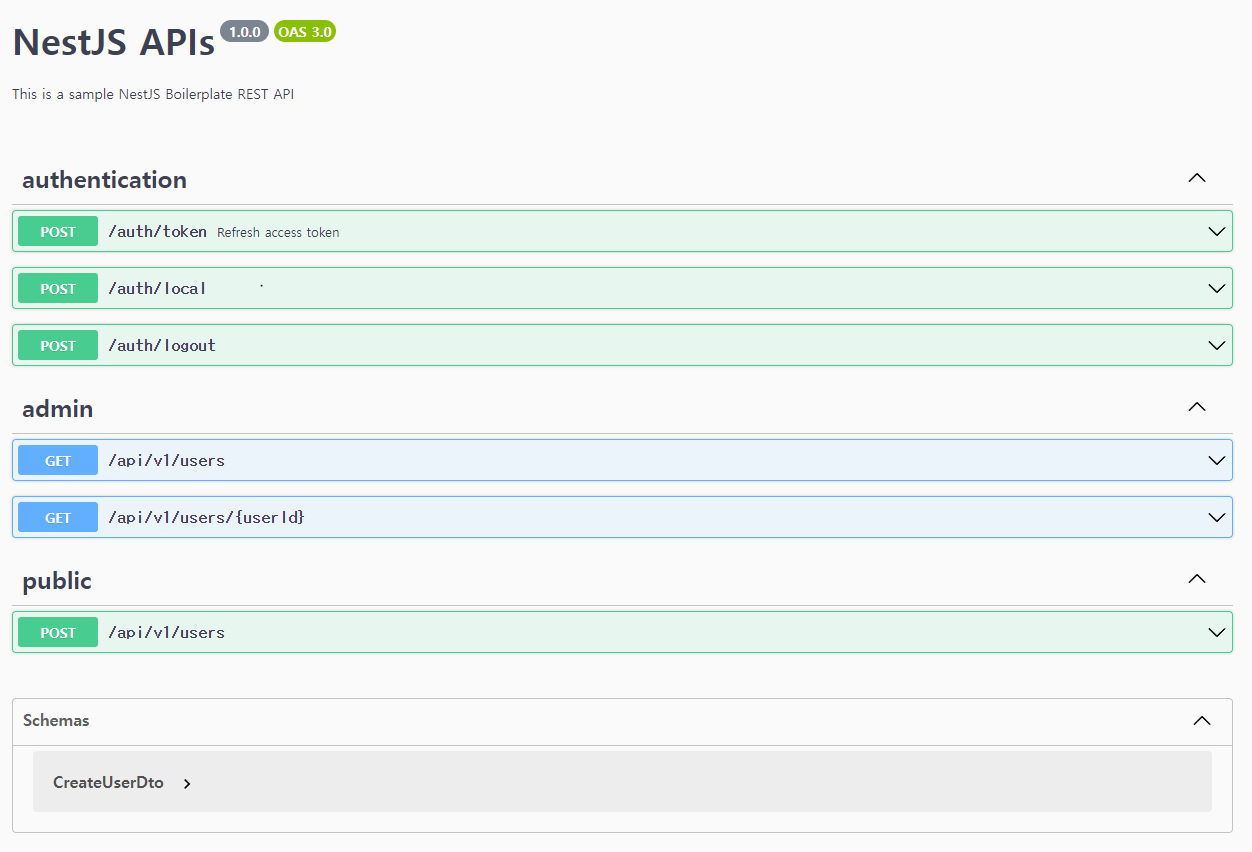 NestJS APIs 1.0.0 OAS 3.0
This is a sample NestJS Boilerplate REST API
authentication
POST /auth/token Refresh access token
POST /auth/local
POST /auth/logout
admin
GET /api/v1/users
GET /api/v1/users/{userId}
public
POST /api/v1/users
Schemas
CreateUserDto